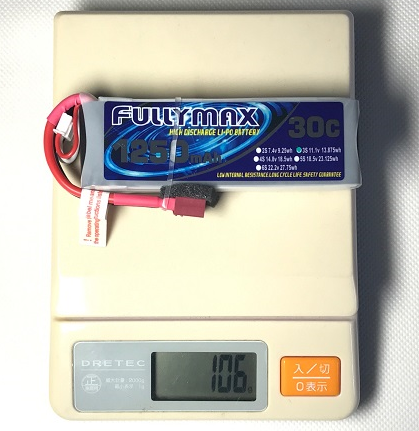 FULLYMAX
HIGH DISCHARGE LI-PO BATTERY
30C
1250mAh
2S 7.4v 9.25wh 3S 11.1v 13.875wh
4S 14.8v 18.5wh 5S 18.5v 23.125wh
6S 22.2v 27.75wh
LOW INTERNAL RESISTANCE.LONG CYCLE LIFE.SAFETY GUARANTEE
DRETEC
正
106g
入／切
0表示